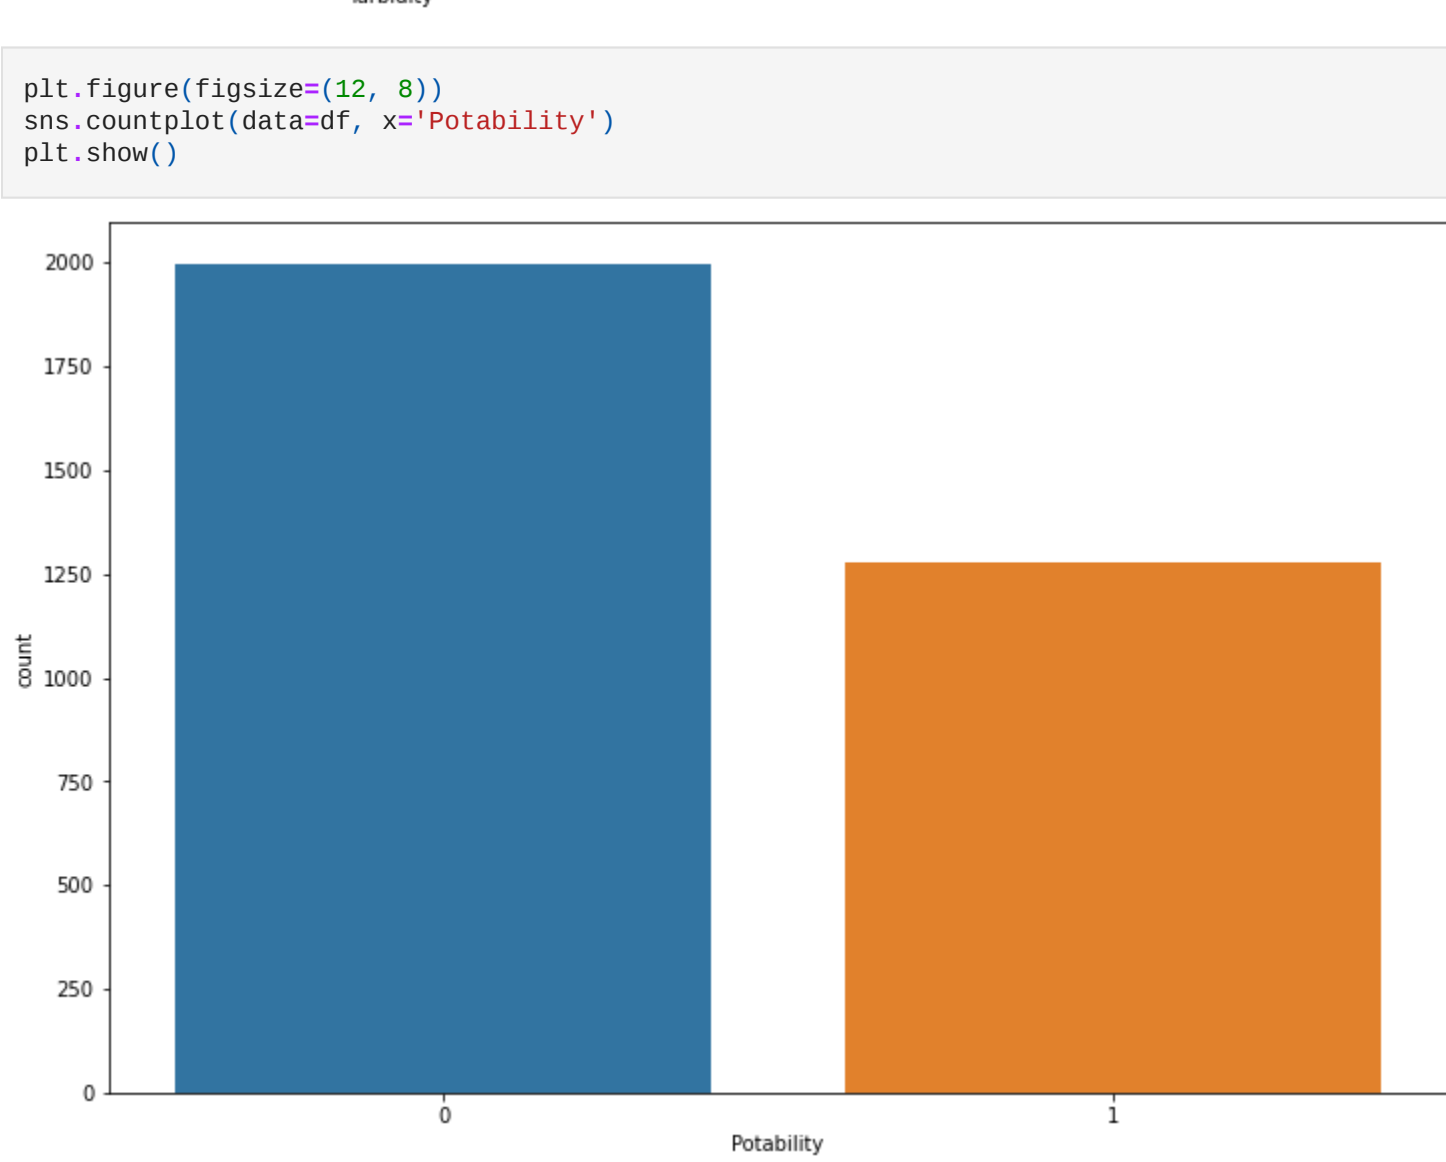 plt.figure(figsize=(12, 8))
sns.countplot(data=df, x='Potability')
plt.show()
2000
1750
1500
1250
1000
750
500
250
0
count
0 1
Potability